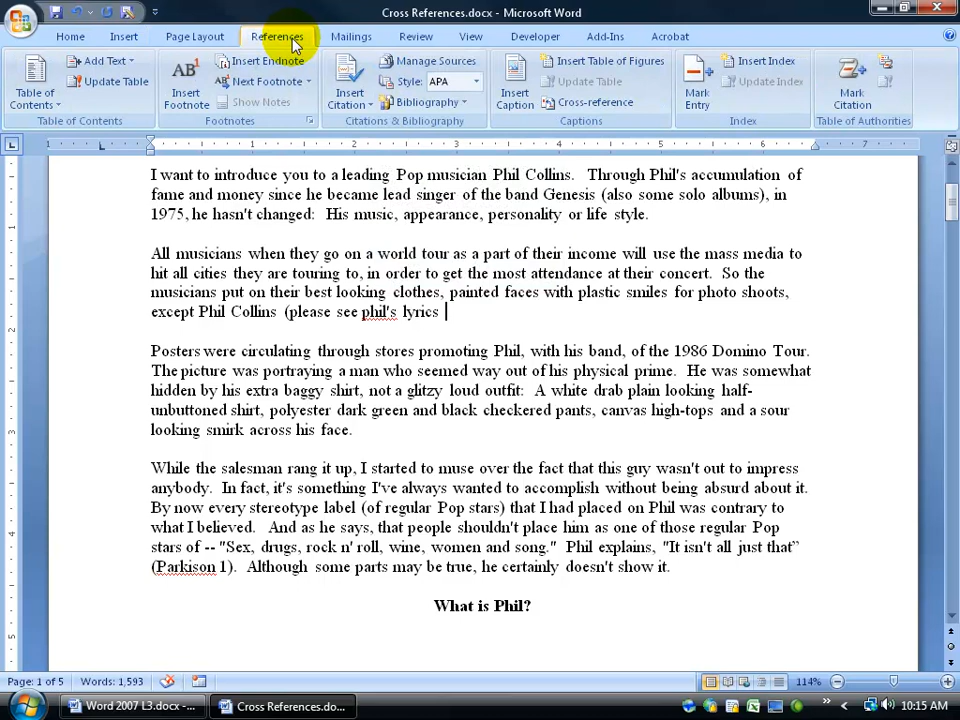 Cross References.docx - Microsoft Word
Home Insert Page Layout References Mailings Review View Developer Add-Ins Acrobat
Table of Contents
Add Text
Update Table
Table of Contents
AB1
Insert Footnote
Insert Endnote
Next Footnote
Show Notes
Footnotes
Insert Citation
Manage Sources
Style: APA
Bibliography
Citations & Bibliography
Insert Caption
Insert Table of Figures
Update Table
Cross-reference
Captions
Mark Entry
Insert Index
Update Index
Index
Mark Citation
Table of Authorities
1 1 2 3 4 5 6 7
I want to introduce you to a leading Pop musician Phil Collins. Through Phil's accumulation of
fame and money since he became lead singer of the band Genesis (also some solo albums), in
1975, he hasn't changed: His music, appearance, personality or life style.
All musicians when they go on a world tour as a part of their income will use the mass media to
hit all cities they are touring to, in order to get the most attendance at their concert. So the
musicians put on their best looking clothes, painted faces with plastic smiles for photo shoots,
except Phil Collins (please see phil's lyrics
Posters were circulating through stores promoting Phil, with his band, of the 1986 Domino Tour.
The picture was portraying a man who seemed way out of his physical prime. He was somewhat
hidden by his extra baggy shirt, not a glitzy loud outfit: A white drab plain looking half-
unbuttoned shirt, polyester dark green and black checkered pants, canvas high-tops and a sour
looking smirk across his face.
While the salesman rang it up, I started to muse over the fact that this guy wasn't out to impress
anybody. In fact, it's something I've always wanted to accomplish without being absurd about it.
By now every stereotype label (of regular Pop stars) that I had placed on Phil was contrary to
what I believed. And as he says, that people shouldn't place him as one of those regular Pop
stars of -- "Sex, drugs, rock n' roll, wine, women and song." Phil explains, "It isn't all just that”
(Parkison 1). Although some parts may be true, he certainly doesn't show it.
What is Phil?
Page: 1 of 5 Words: 1,593 114%
Word 2007 L3.docx -... Cross References.do... 10:15 AM